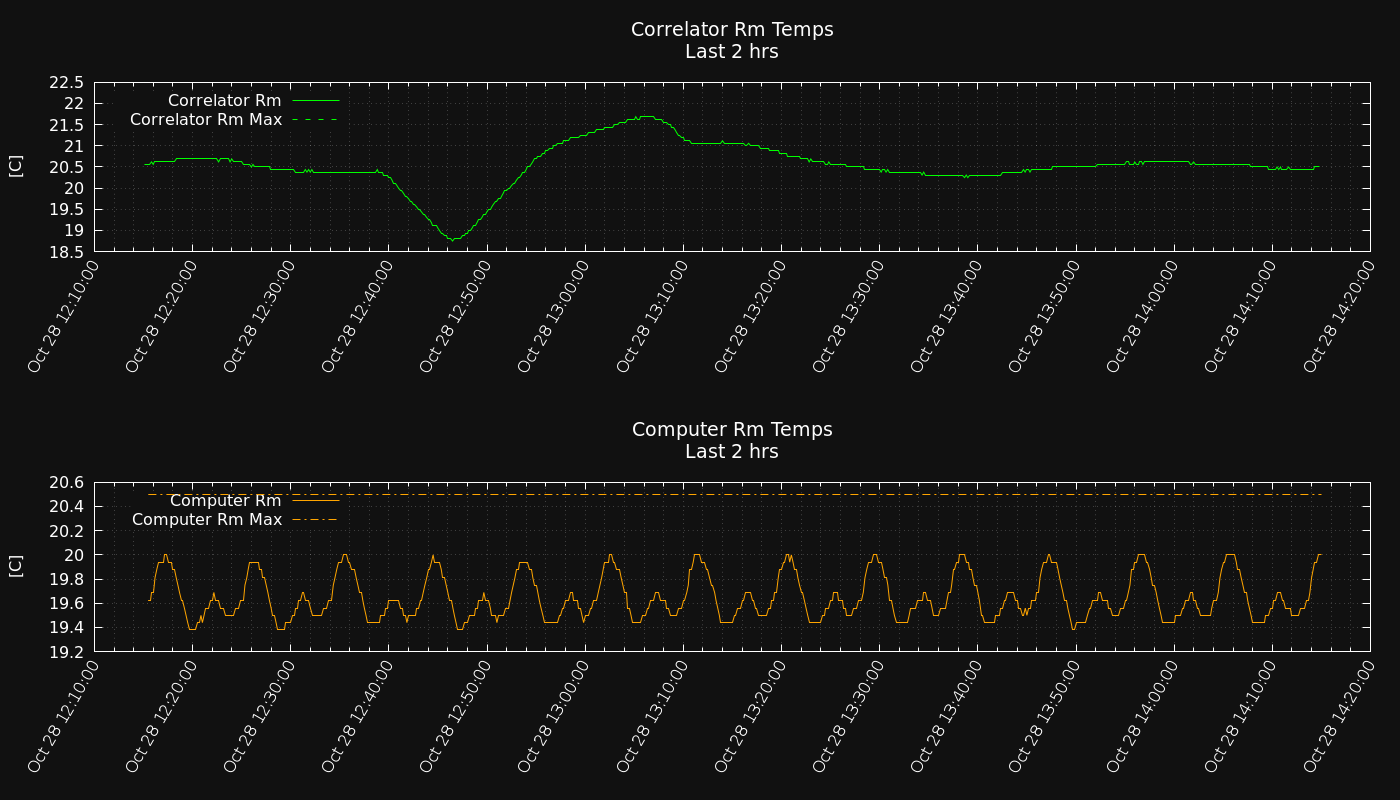 Correlator Rm Temps
Last 2 hrs
22.5
22
21.5
21
20.5
20
19.5
19
18.5
[C]
Correlator Rm
Correlator Rm Max
Oct 28 12:10:00
Oct 28 12:20:00
Oct 28 12:30:00
Oct 28 12:40:00
Oct 28 12:50:00
Oct 28 13:00:00
Oct 28 13:10:00
Oct 28 13:20:00
Oct 28 13:30:00
Oct 28 13:40:00
Oct 28 13:50:00
Oct 28 14:00:00
Oct 28 14:10:00
Oct 28 14:20:00
Computer Rm Temps
Last 2 hrs
20.6
20.4
20.2
20
19.8
19.6
19.4
19.2
[C]
Computer Rm
Computer Rm Max
Oct 28 12:10:00
Oct 28 12:20:00
Oct 28 12:30:00
Oct 28 12:40:00
Oct 28 12:50:00
Oct 28 13:00:00
Oct 28 13:10:00
Oct 28 13:20:00
Oct 28 13:30:00
Oct 28 13:40:00
Oct 28 13:50:00
Oct 28 14:00:00
Oct 28 14:10:00
Oct 28 14:20:00